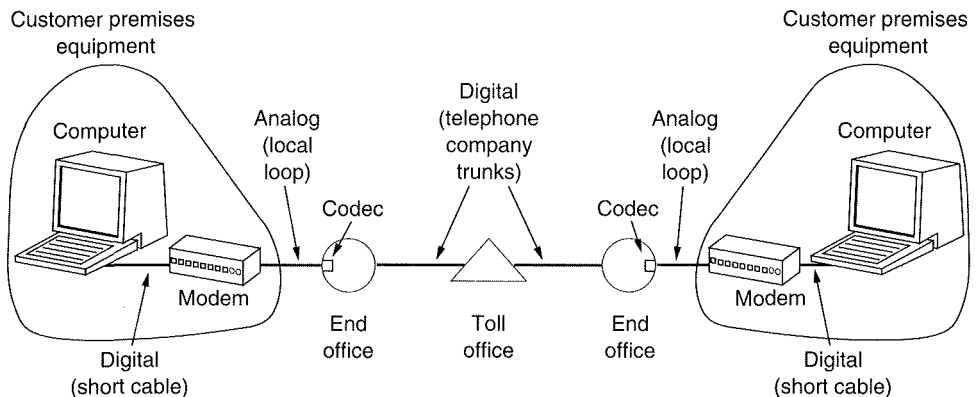 Customer premises
equipment
Computer
Modem
Digital
(short cable)
Analog
(local
loop)
Codec
End
office
Digital
(telephone
company
trunks)
Toll
office
Codec
End
office
Analog
(local
loop)
Customer premises
equipment
Computer
Modem
Digital
(short cable)